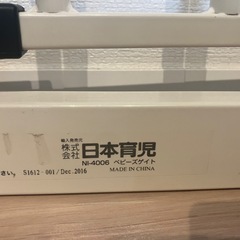 輸入発売元
株式会社 日本育児
NI-4006 ベビーズゲイト
さい。 S1612-001/Dec.2016 MADE IN CHINA